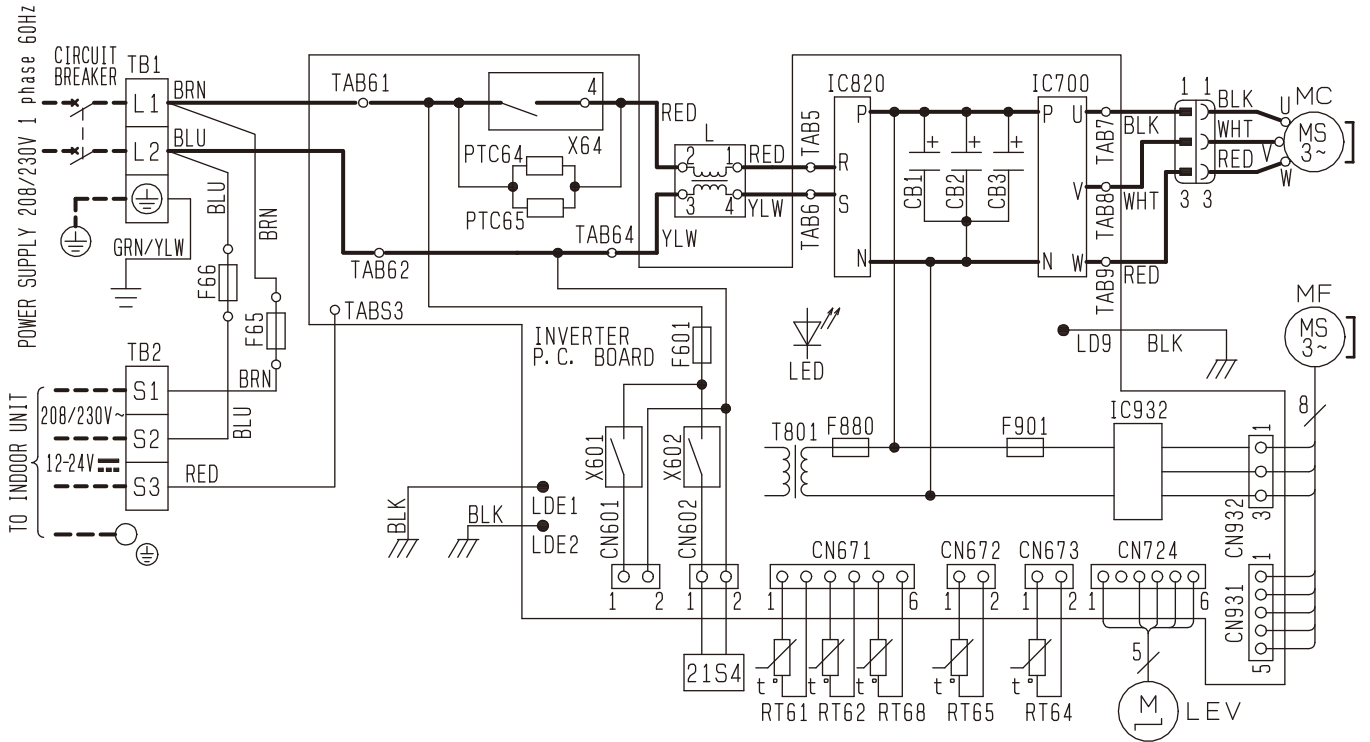 POWER SUPPLY 208/230V 1 phase 60Hz
CIRCUIT
BREAKER
TB1
L1
L2
BRN
BLU
BLU
BRN
GRN/YLW
F66
F65
TB2
S1
S2
S3
BRN
BLU
RED
TO INDOOR UNIT
208/230V~
12-24V
TAB61
TAB62
TABS3
4
X64
PTC64
PTC65
TAB64
RED
YLW
L
2 1
3 4
RED
YLW
TAB5
TAB6
IC820
P
R
S
N
CB1
CB2
CB3
+
+
+
IC700
P
N
U
V
W
TAB7
TAB8
TAB9
BLK
WHT
RED
1 1
3 3
BLK
WHT
RED
U
V
W
MC
MS
3~
MF
MS
3~
8
INVERTER
P.C. BOARD
F601
LED
LD9
BLK
T801
F880
F901
IC932
1
3
CN932
X601
X602
BLK
BLK
LDE1
LDE2
CN601
CN602
1 2
1 2
21S4
CN671
1 6
CN672
1 2
CN673
1 2
CN724
1 6
CN931
1
5
t°
t°
t°
t°
t°
RT61
RT62
RT68
RT65
RT64
5
M
LEV